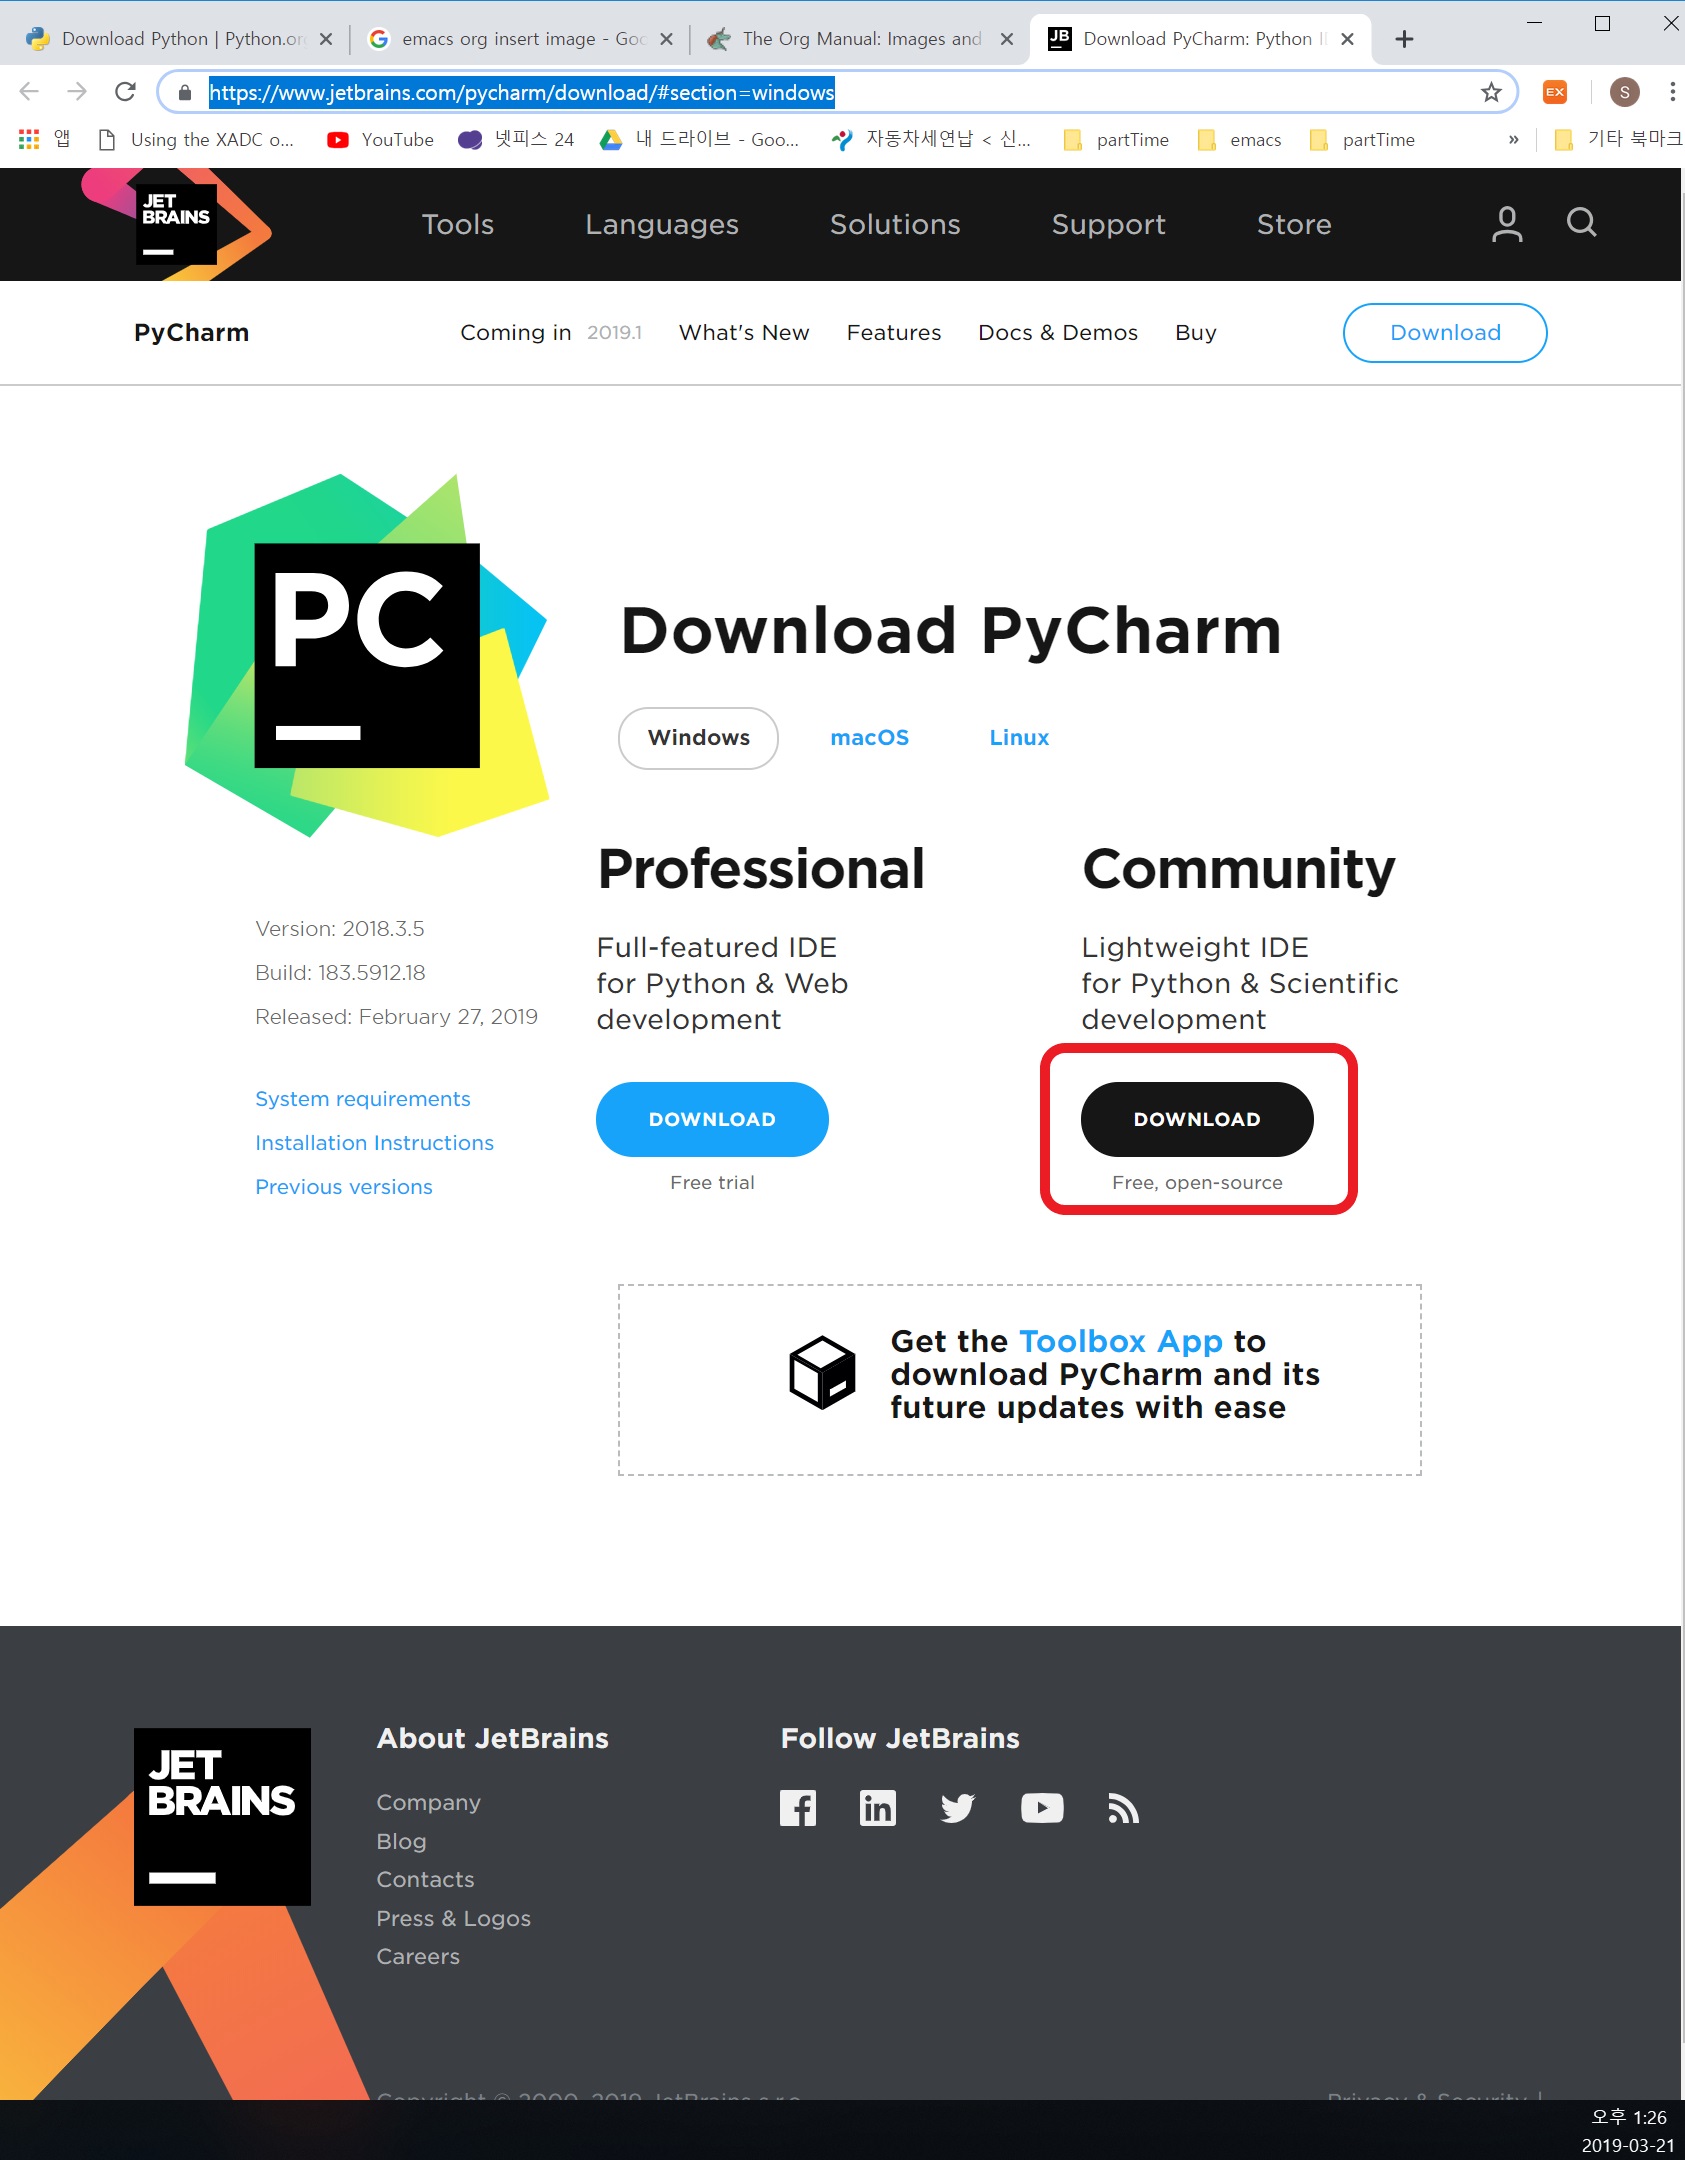 Download Python | Python.or
emacs org insert image - Goo
The Org Manual: Images and
JB
Download PyCharm: Python I
https://www.jetbrains.com/pycharm/download/#section=windows
EX
S
앱
Using the XADC o...
YouTube
넷피스 24
내 드라이브 - Goo...
자동차세연납 < 신...
partTime
emacs
partTime
»
기타 북마크
JET
BRAINS
Tools
Languages
Solutions
Support
Store
PyCharm
Coming in 2019.1
What's New
Features
Docs & Demos
Buy
Download
PC
Download PyCharm
Windows
macOS
Linux
Version: 2018.3.5
Build: 183.5912.18
Released: February 27, 2019
System requirements
Installation Instructions
Previous versions
Professional
Full-featured IDE
for Python & Web
development
DOWNLOAD
Free trial
Community
Lightweight IDE
for Python & Scientific
development
DOWNLOAD
Free, open-source
Get the Toolbox App to
download PyCharm and its
future updates with ease
JET
BRAINS
About JetBrains
Company
Blog
Contacts
Press & Logos
Careers
Follow JetBrains
Copyright © 2000-2019 JetBrains s.r.o.
Privacy & Security |
오후 1:26
2019-03-21